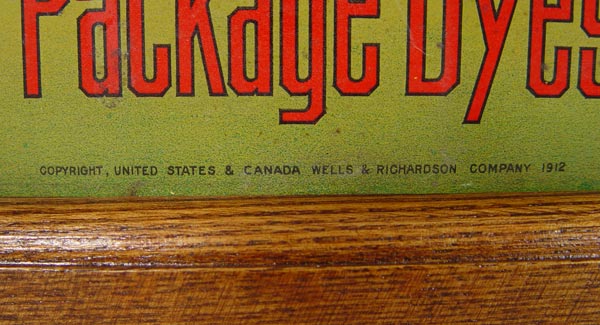 Package Dyes
COPYRIGHT, UNITED STATES & CANADA WELLS & RICHARDSON COMPANY 1912